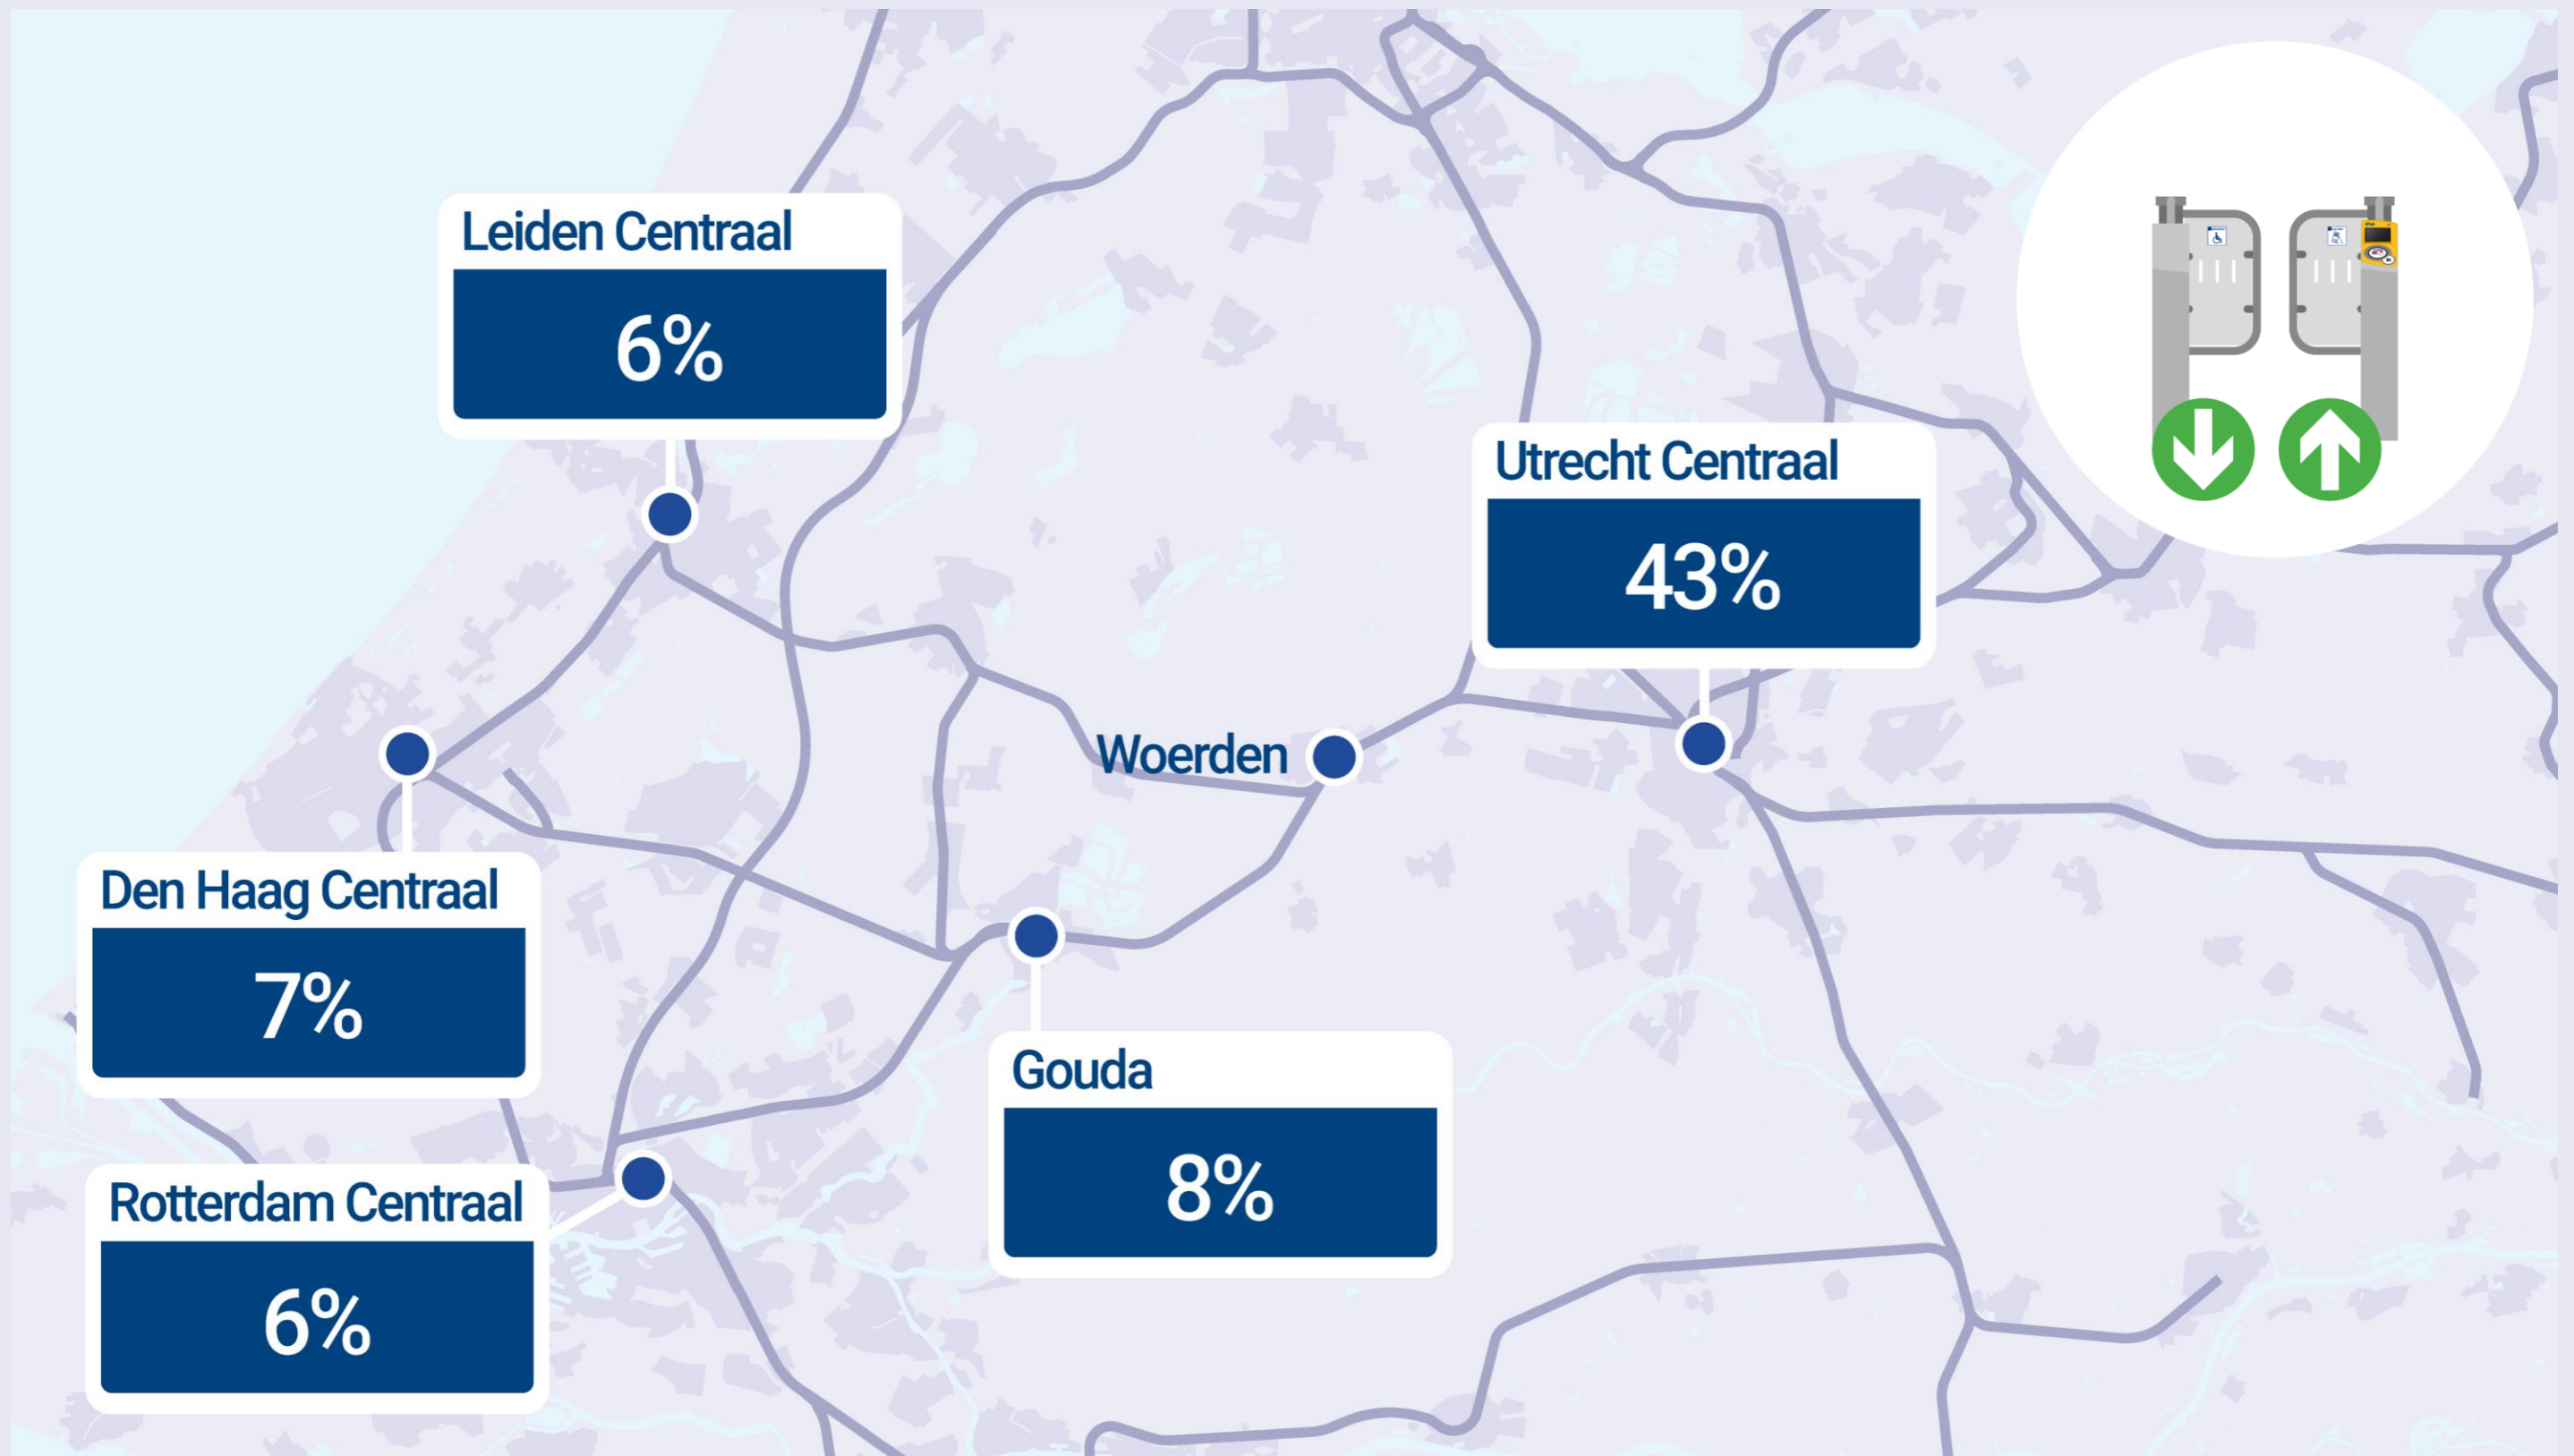 Leiden Centraal
6%
Utrecht Centraal
43%
Woerden
Den Haag Centraal
7%
Gouda
8%
Rotterdam Centraal
6%